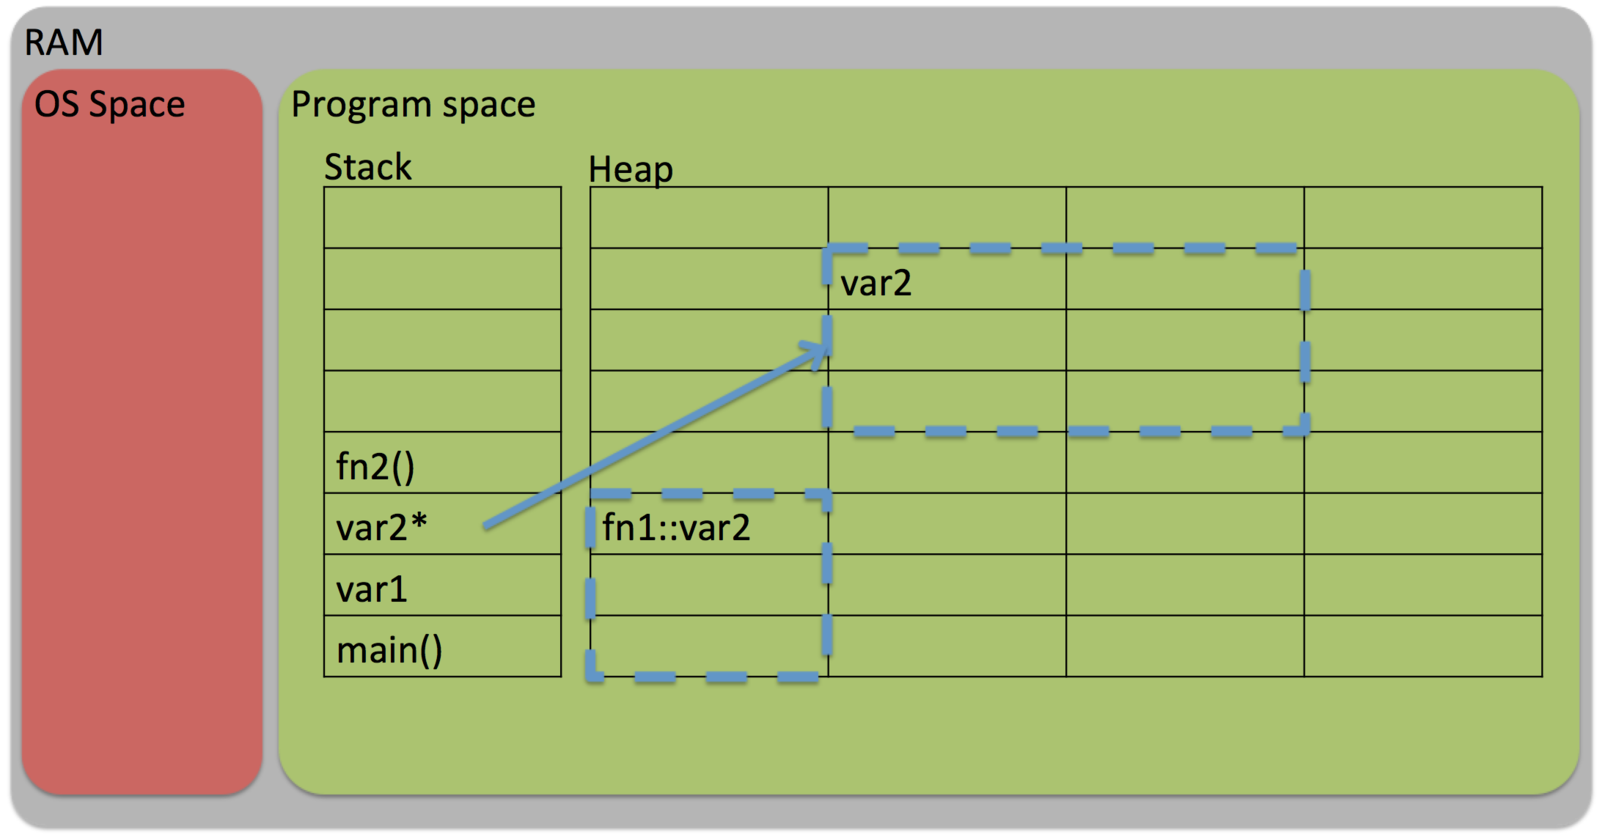 RAM
OS Space
Program space
Stack
Heap
var2
fn2()
var2*
fn1::var2
var1
main()